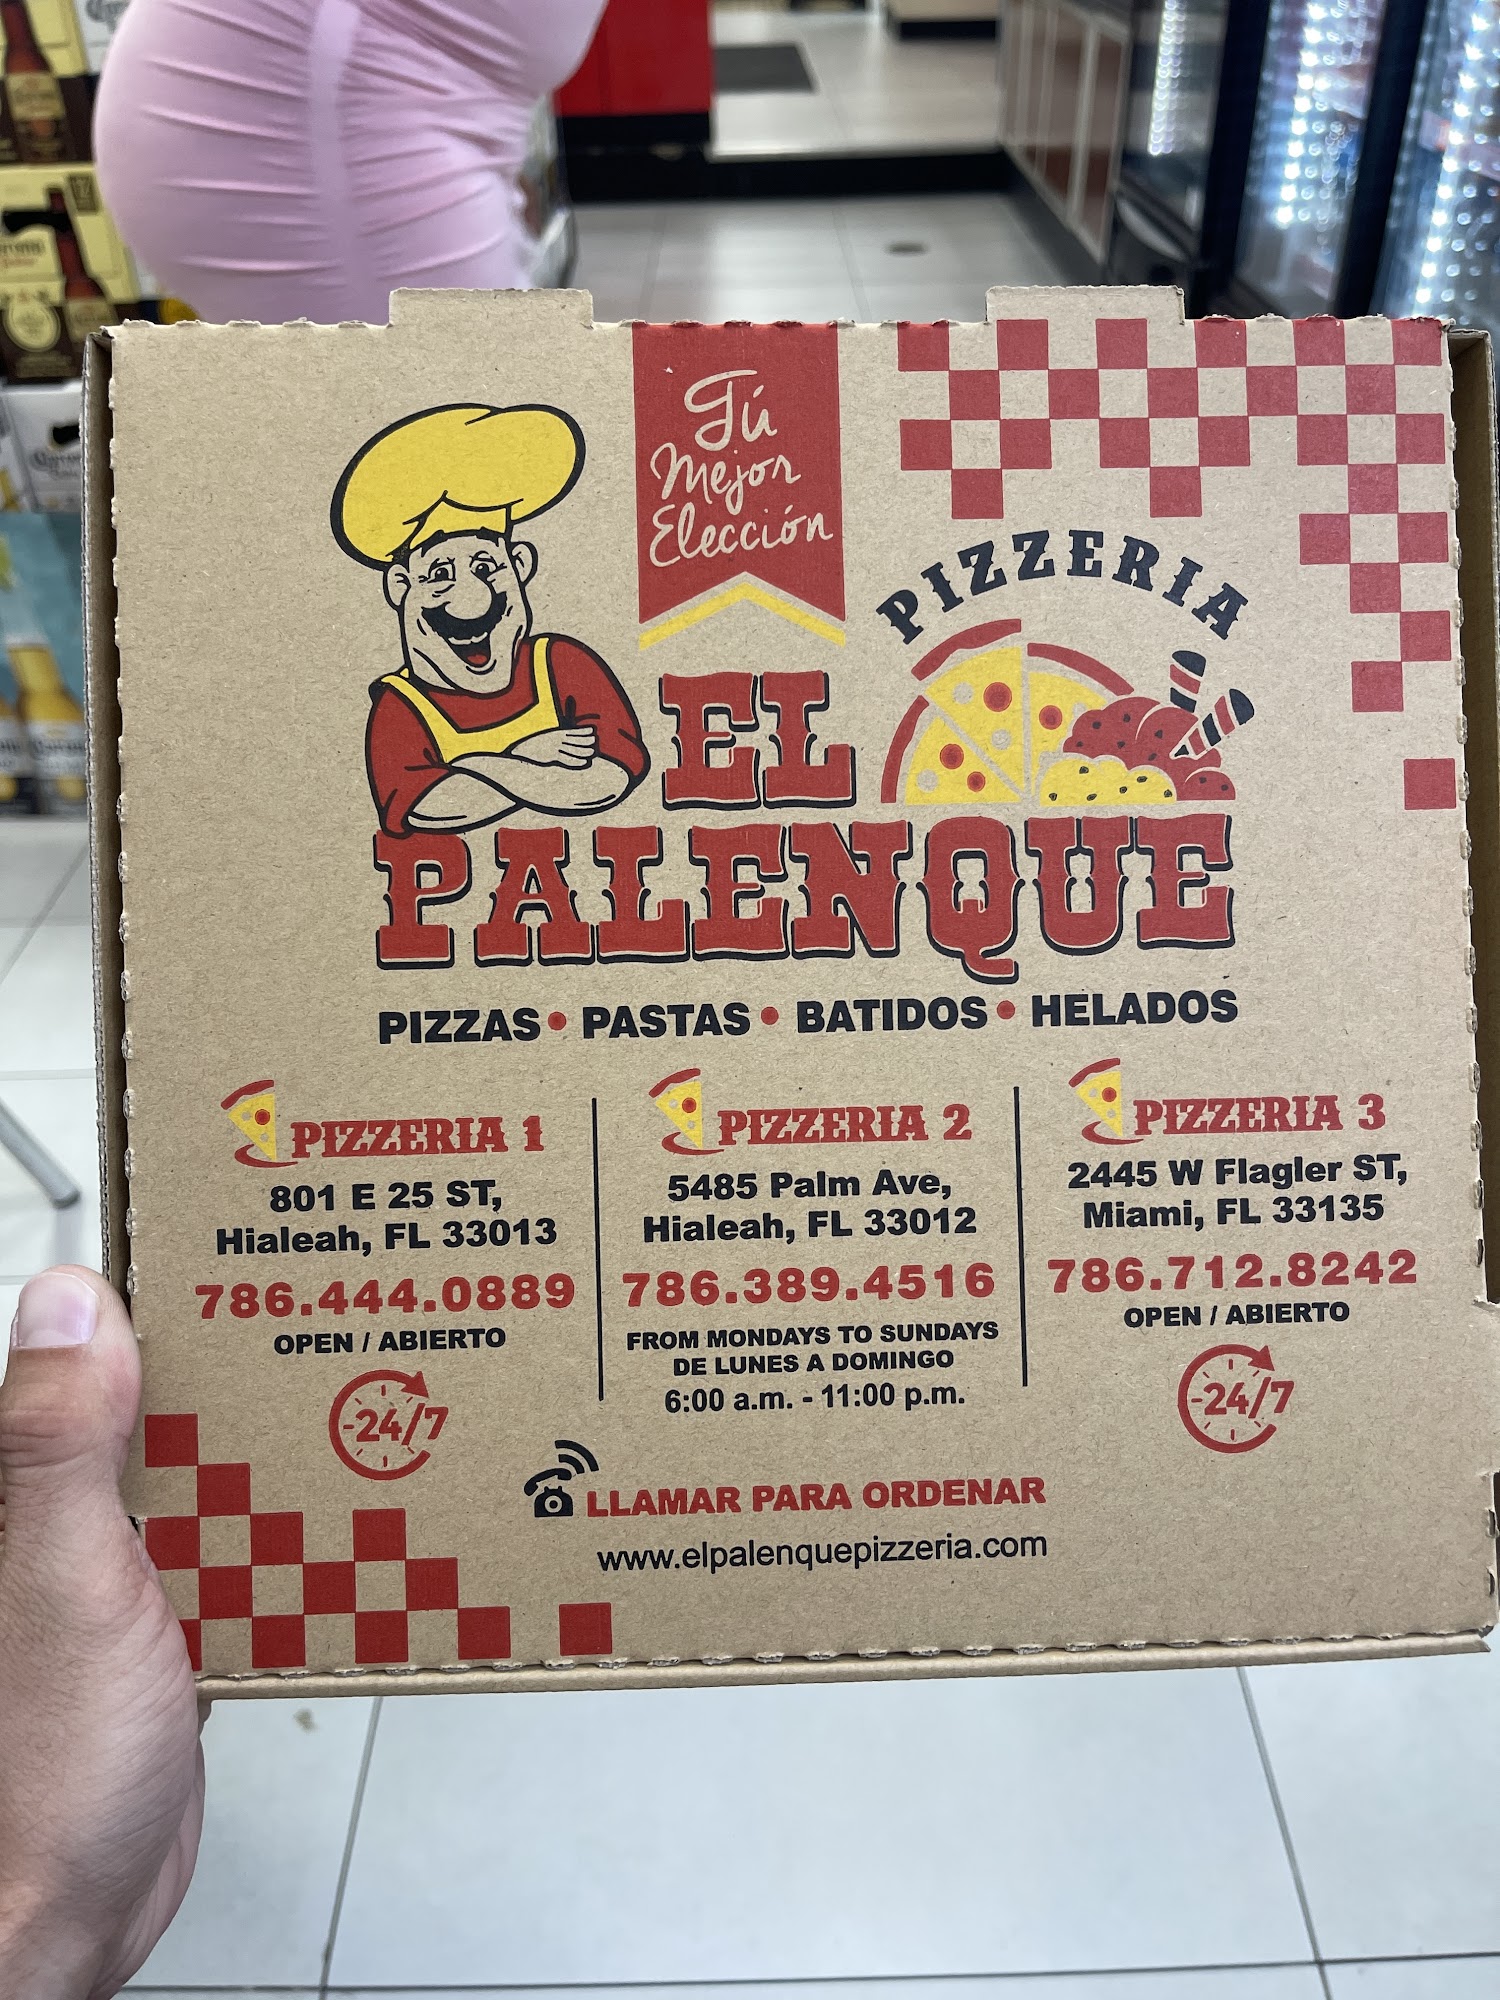 Tú
Mejor
Elección
PIZZERIA
EL
PALENQUE
PIZZAS • PASTAS • BATIDOS • HELADOS
PIZZERIA 1
801 E 25 ST,
Hialeah, FL 33013
786.444.0889
OPEN / ABIERTO
24/7
PIZZERIA 2
5485 Palm Ave,
Hialeah, FL 33012
786.389.4516
FROM MONDAYS TO SUNDAYS
DE LUNES A DOMINGO
6:00 a.m. - 11:00 p.m.
PIZZERIA 3
2445 W Flagler ST,
Miami, FL 33135
786.712.8242
OPEN / ABIERTO
24/7
LLAMAR PARA ORDENAR
www.elpalenquepizzeria.com